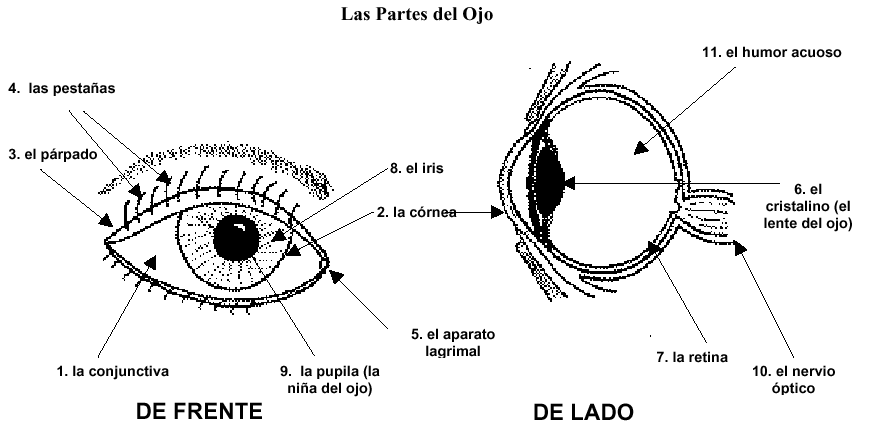 Las Partes del Ojo
11. el humor acuoso
4. las pestañas
3. el párpado
8. el iris
2. la córnea
6. el
cristalino (el
lente del ojo)
5. el aparato
lagrimal
1. la conjunctiva
9. la pupila (la
niña del ojo)
7. la retina
10. el nervio
óptico
DE FRENTE
DE LADO